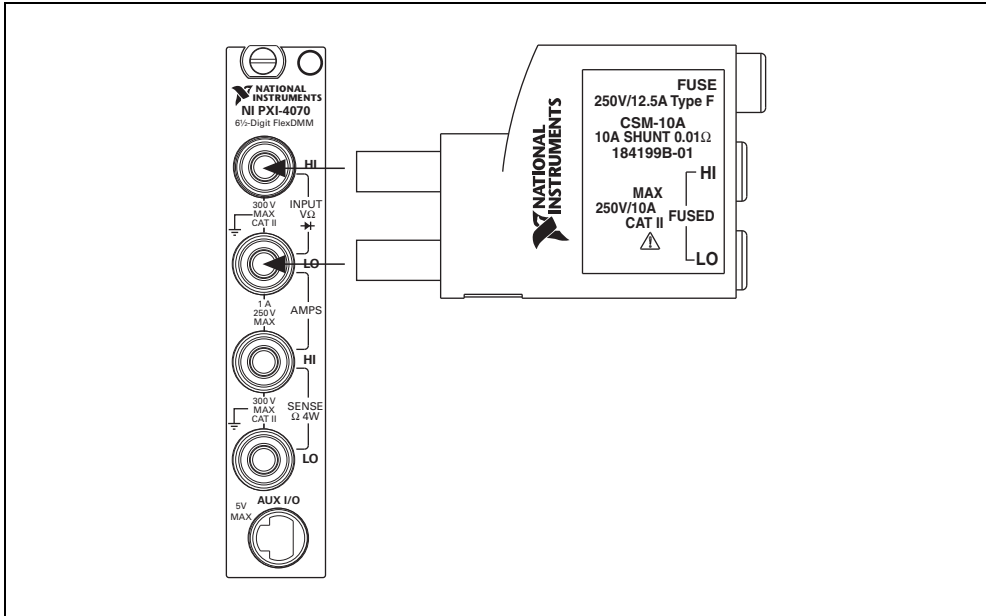 NATIONAL
INSTRUMENTS
NI PXI-4070
6½-Digit FlexDMM
HI
300 V
MAX
CAT II
INPUT
VΩ
LO
1 A
250 V
MAX
AMPS
HI
300 V
MAX
CAT II
SENSE
Ω 4W
LO
AUX I/O
5V
MAX
NATIONAL
INSTRUMENTS
FUSE
250V/12.5A Type F
CSM-10A
10A SHUNT 0.01Ω
184199B-01
HI
MAX
250V/10A
CAT II
FUSED
LO